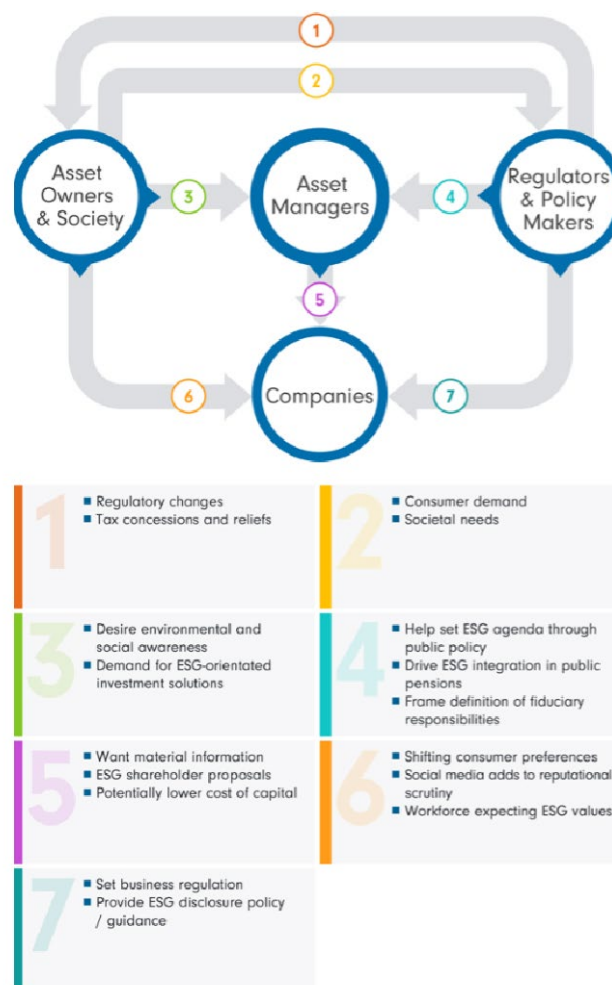 1
2
Asset
Owners
& Society
3
Asset
Managers
4
Regulators
& Policy
Makers
5
6
Companies
7
1
■ Regulatory changes
■ Tax concessions and reliefs
2
■ Consumer demand
■ Societal needs
3
■ Desire environmental and
social awareness
■ Demand for ESG-orientated
investment solutions
4
■ Help set ESG agenda through
public policy
■ Drive ESG integration in public
pensions
■ Frame definition of fiduciary
responsibilities
5
■ Want material information
■ ESG shareholder proposals
■ Potentially lower cost of capital
6
■ Shifting consumer preferences
■ Social media adds to reputational
scrutiny
■ Workforce expecting ESG values
7
■ Set business regulation
■ Provide ESG disclosure policy
/ guidance